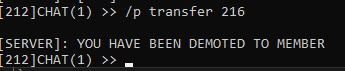 [212]CHAT(1) >> /p transfer 216
[SERVER]: YOU HAVE BEEN DEMOTED TO MEMBER
[212]CHAT(1) >>